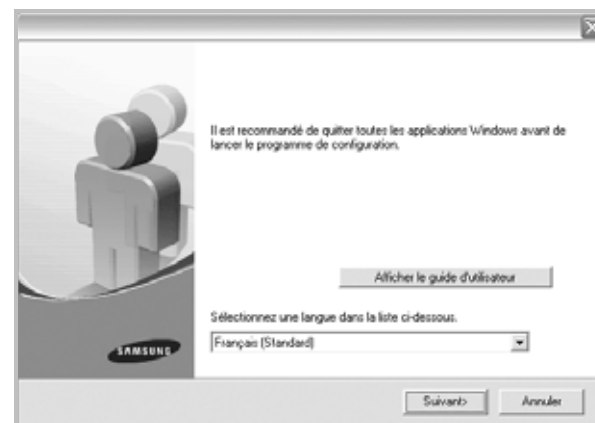 Il est recommandé de quitter toutes les applications Windows avant de
lancer le programme de configuration.
Afficher le guide d'utilisateur
Sélectionnez une langue dans la liste ci-dessous.
Français (Standard)
SAMSUNG
Suivant>
Annuler